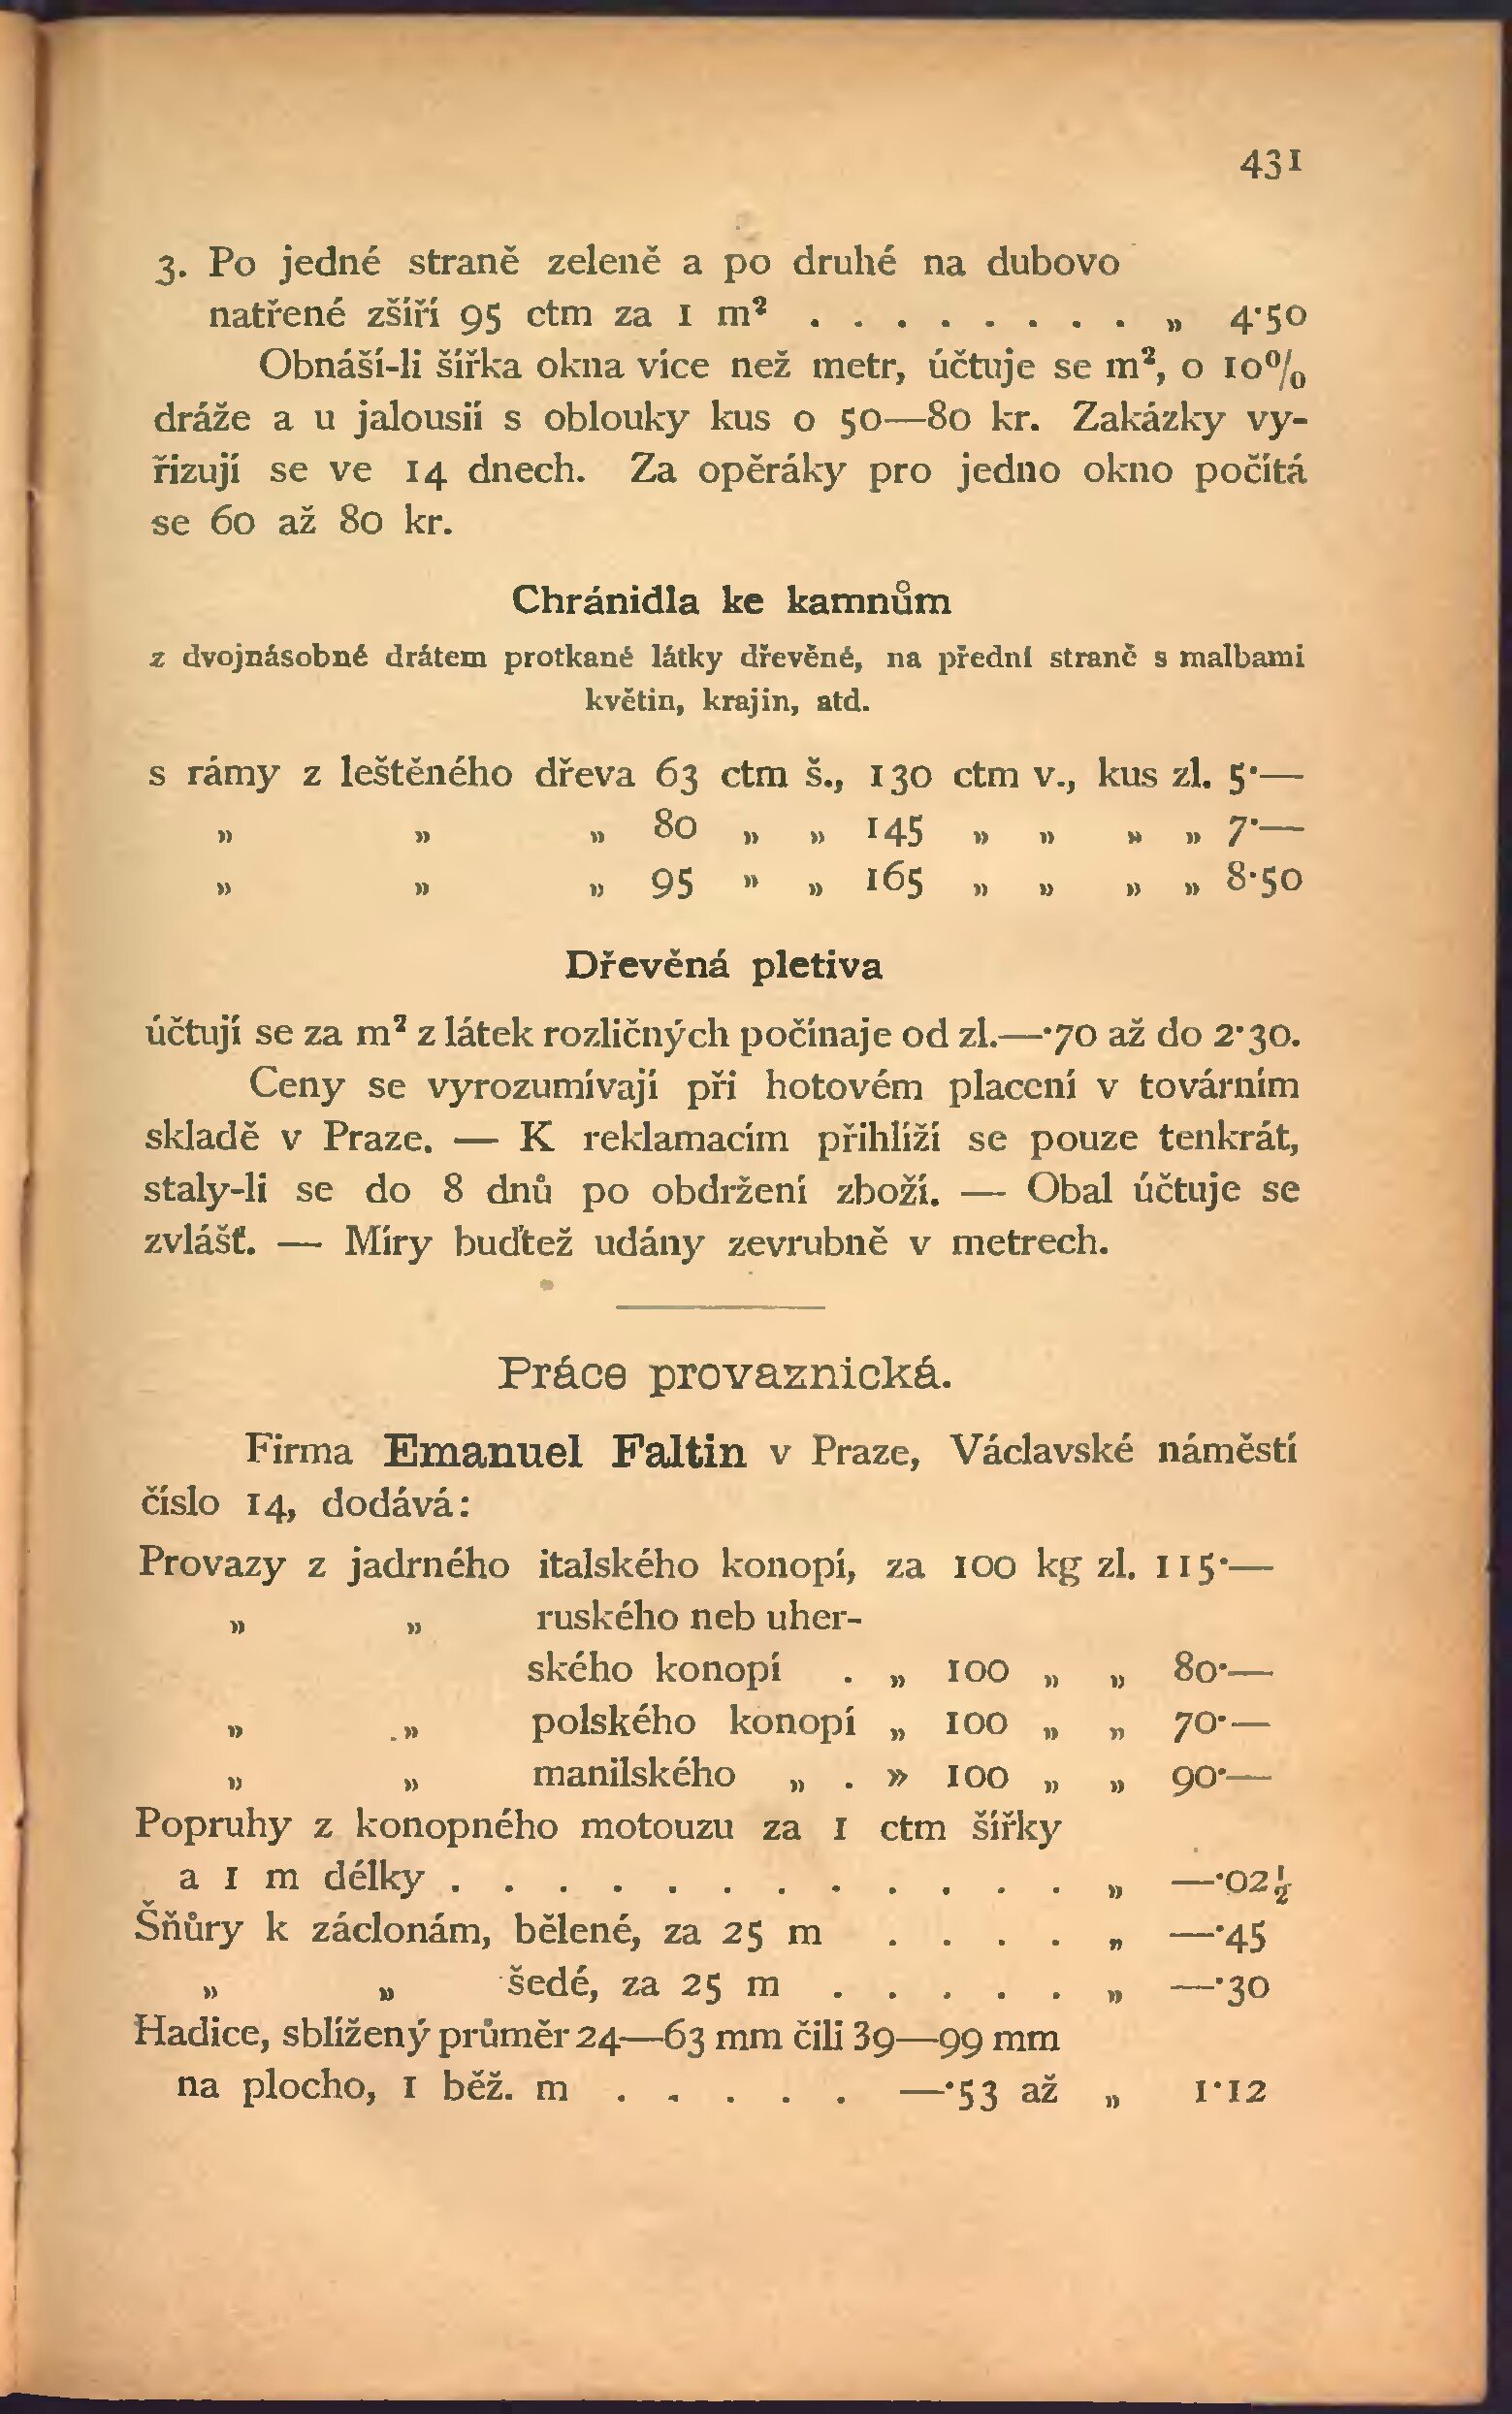 431
3. Po jedné straně zeleně a po druhé na dubovo
natřené zšíří 95 ctm za 1 m² . . . . . . . . „ 4·50
Obnáší-li šířka okna více než metr, účtuje se m², o 10%
dráže a u jalousií s oblouky kus o 50—80 kr. Zakázky vy-
řizují se ve 14 dnech. Za opěráky pro jedno okno počítá
se 60 až 80 kr.
Chránidla ke kamnům
z dvojnásobné drátem protkané látky dřevěné, na přední straně s malbami
květin, krajin, atd.
s rámy z leštěného dřeva 63 ctm š., 130 ctm v., kus zl. 5·—
„ „ „ 80 „ „ 145 „ „ „ „ 7·—
„ „ „ 95 „ „ 165 „ „ „ „ 8·50
Dřevěná pletiva
účtují se za m² z látek rozličných počínaje od zl.—·70 až do 2·30.
Ceny se vyrozumívají při hotovém placení v továrním
skladě v Praze. — K reklamacím přihlíží se pouze tenkrát,
staly-li se do 8 dnů po obdržení zboží. — Obal účtuje se
zvlášť. — Míry buďtež udány zevrubně v metrech.
Práce provaznická.
Firma Emanuel Faltin v Praze, Václavské náměstí
číslo 14, dodává:
Provazy z jadrného italského konopí, za 100 kg zl. 115·—
„ „ ruského neb uher-
ského konopí . „ 100 „ „ 80·—
„ „ polského konopí „ 100 „ „ 70·—
„ „ manilského „ . » 100 „ „ 90·—
Popruhy z konopného motouzu za 1 ctm šířky
a 1 m délky . . . . . . . . . . . . „ —·02½
Šňůry k záclonám, bělené, za 25 m . . . . „ —·45
„ „ šedé, za 25 m . . . . . „ —·30
Hadice, sblížený průměr 24—63 mm čili 39—99 mm
na plocho, 1 běž. m . . . . . —·53 až „ 1·12